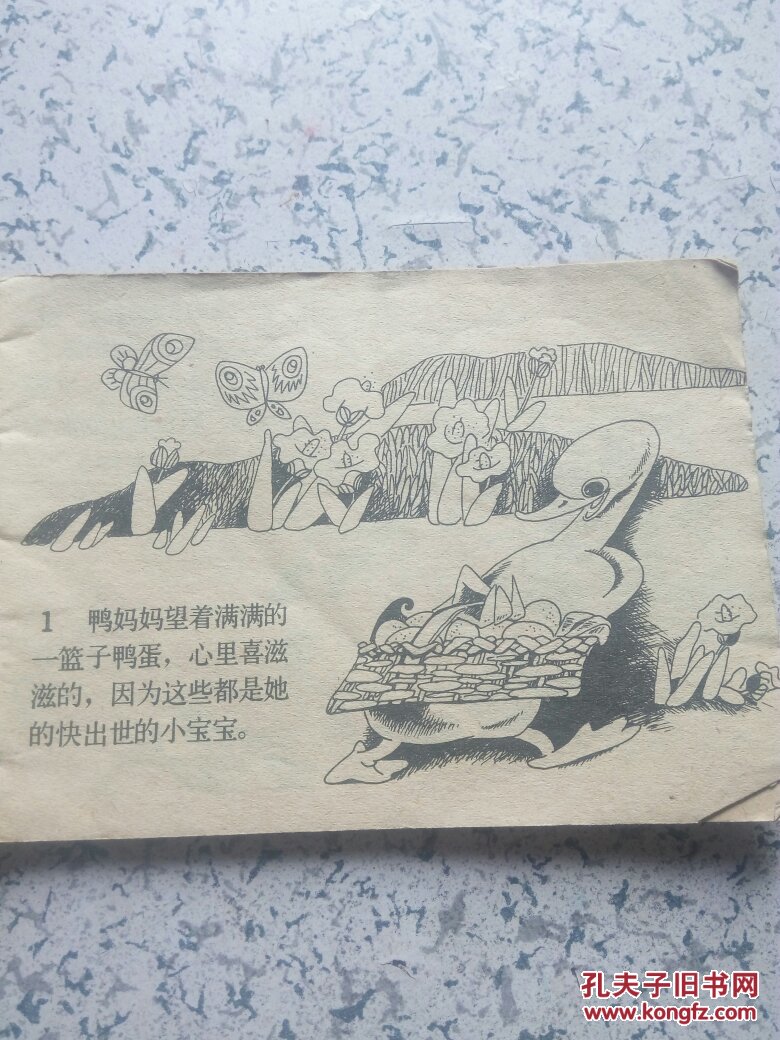 1 鸭妈妈望着满满的
一篮子鸭蛋，心里喜滋
滋的，因为这些都是她
的快出世的小宝宝。
孔夫子旧书网
www.kongfz.com